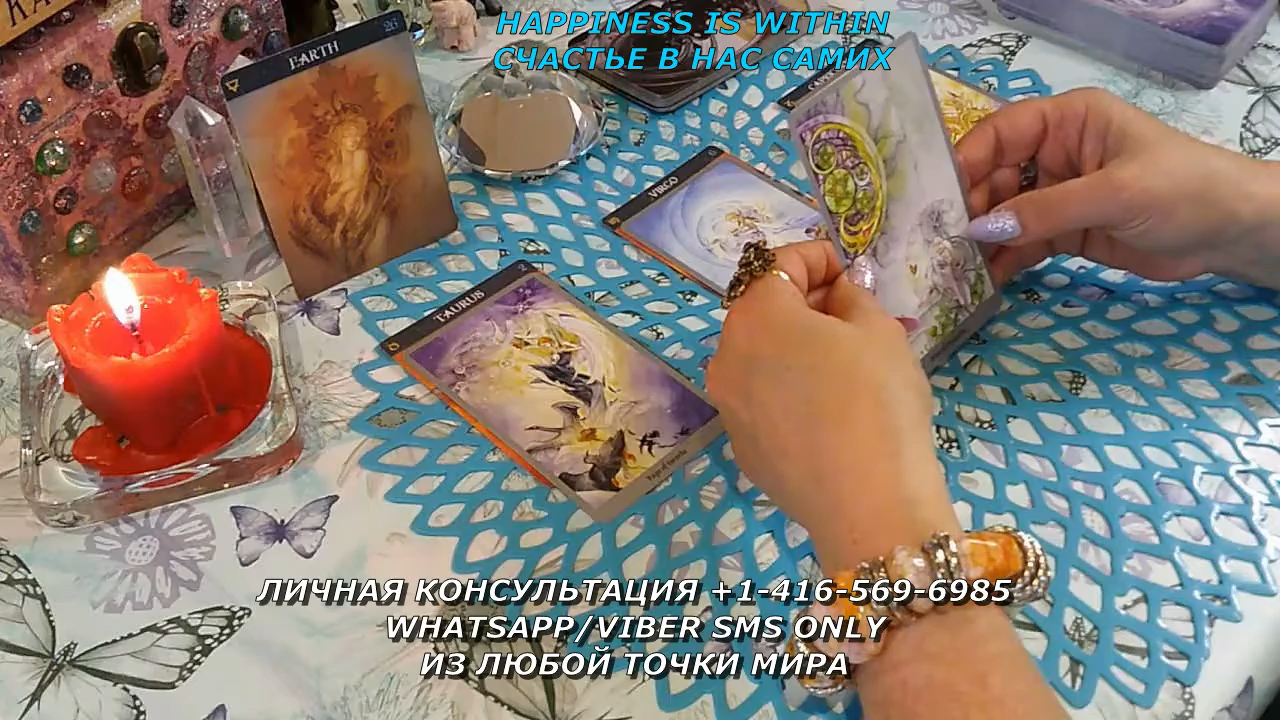 HAPPINESS IS WITHIN
СЧАСТЬЕ В НАС САМИХ
EARTH
VIRGO
TAURUS
2
ЛИЧНАЯ КОНСУЛЬТАЦИЯ +1-416-569-6985
WHATSAPP/VIBER SMS ONLY
ИЗ ЛЮБОЙ ТОЧКИ МИРА